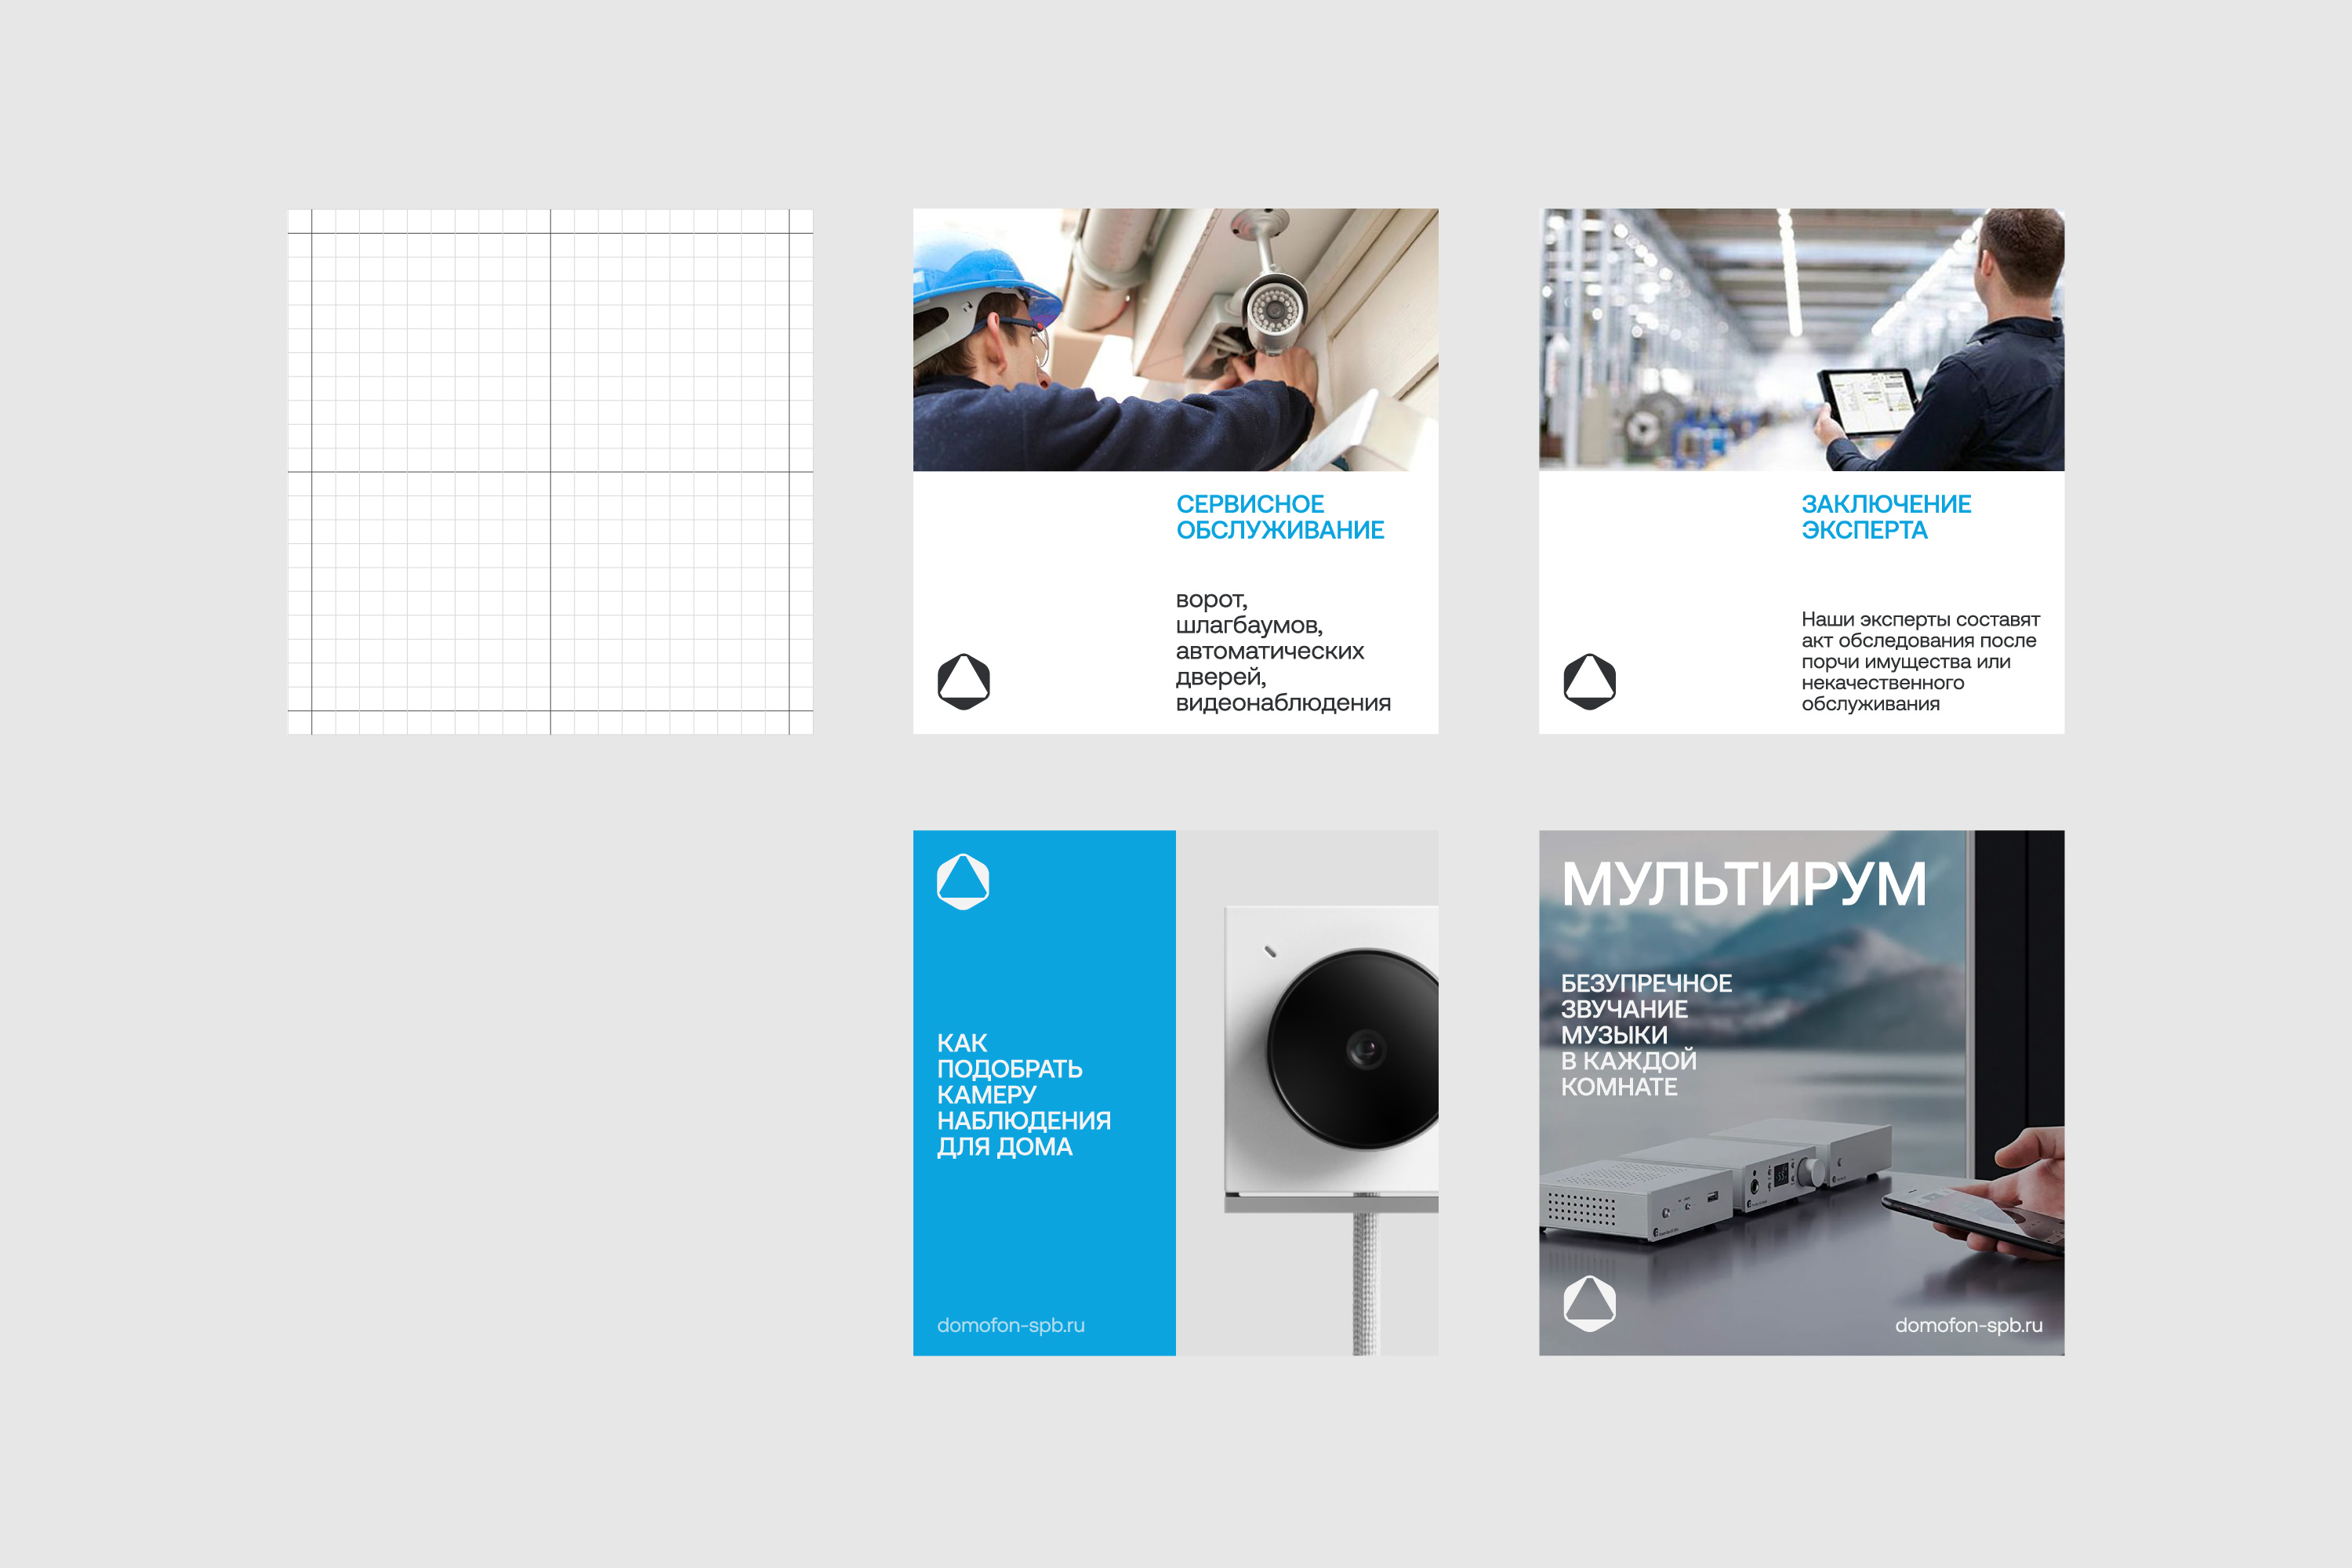 СЕРВИСНОЕ
ОБСЛУЖИВАНИЕ
ворот,
шлагбаумов,
автоматических
дверей,
видеонаблюдения
ЗАКЛЮЧЕНИЕ
ЭКСПЕРТА
Наши эксперты составят
акт обследования после
порчи имущества или
некачественного
обслуживания
КАК
ПОДОБРАТЬ
КАМЕРУ
НАБЛЮДЕНИЯ
ДЛЯ ДОМА
domofon-spb.ru
МУЛЬТИРУМ
БЕЗУПРЕЧНОЕ
ЗВУЧАНИЕ
МУЗЫКИ
В КАЖДОЙ
КОМНАТЕ
domofon-spb.ru